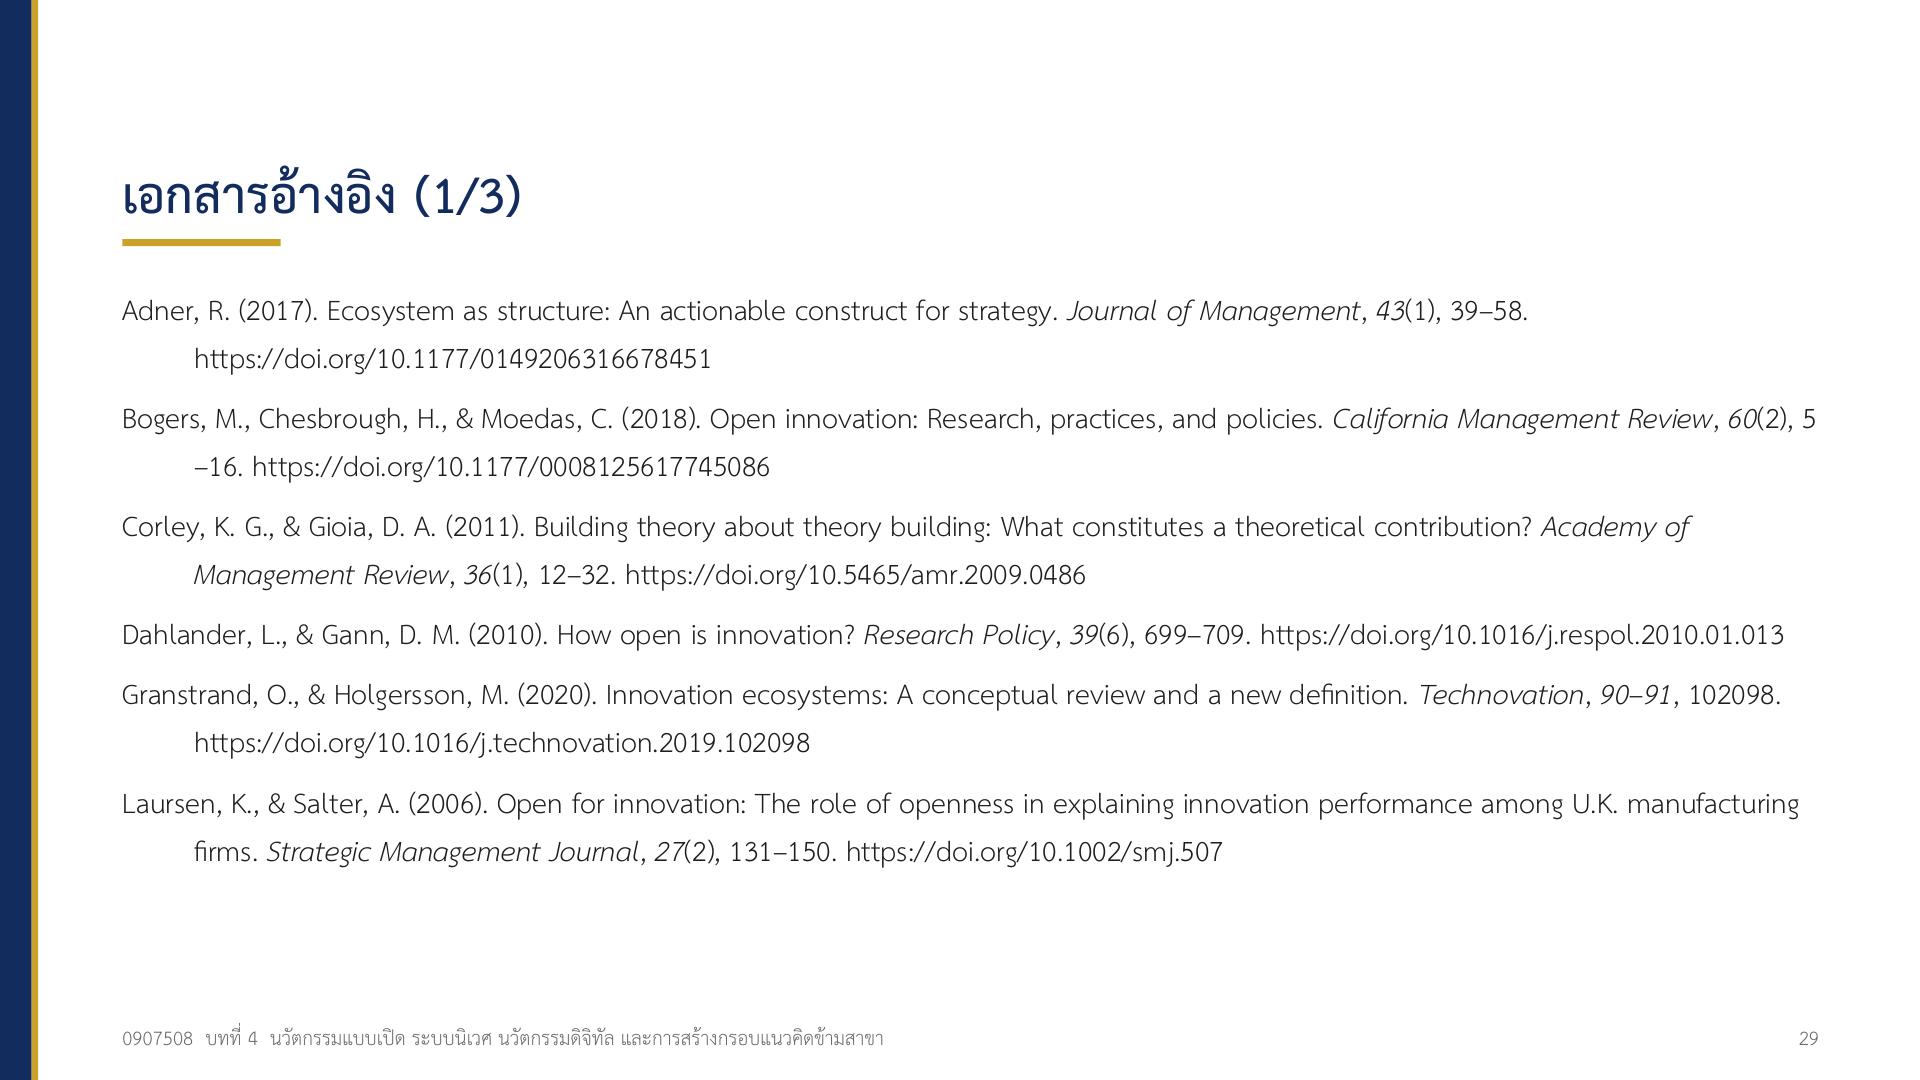 เอกสารอ้างอิง (1/3)
Adner, R. (2017). Ecosystem as structure: An actionable construct for strategy. Journal of Management, 43(1), 39–58.
https://doi.org/10.1177/0149206316678451
Bogers, M., Chesbrough, H., & Moedas, C. (2018). Open innovation: Research, practices, and policies. California Management Review, 60(2), 5
–16. https://doi.org/10.1177/0008125617745086
Corley, K. G., & Gioia, D. A. (2011). Building theory about theory building: What constitutes a theoretical contribution? Academy of
Management Review, 36(1), 12–32. https://doi.org/10.5465/amr.2009.0486
Dahlander, L., & Gann, D. M. (2010). How open is innovation? Research Policy, 39(6), 699–709. https://doi.org/10.1016/j.respol.2010.01.013
Granstrand, O., & Holgersson, M. (2020). Innovation ecosystems: A conceptual review and a new definition. Technovation, 90–91, 102098.
https://doi.org/10.1016/j.technovation.2019.102098
Laursen, K., & Salter, A. (2006). Open for innovation: The role of openness in explaining innovation performance among U.K. manufacturing
firms. Strategic Management Journal, 27(2), 131–150. https://doi.org/10.1002/smj.507
0907508 บทที่ 4 นวัตกรรมแบบเปิด ระบบนิเวศ นวัตกรรมดิจิทัล และการสร้างกรอบแนวคิดข้ามสาขา 29